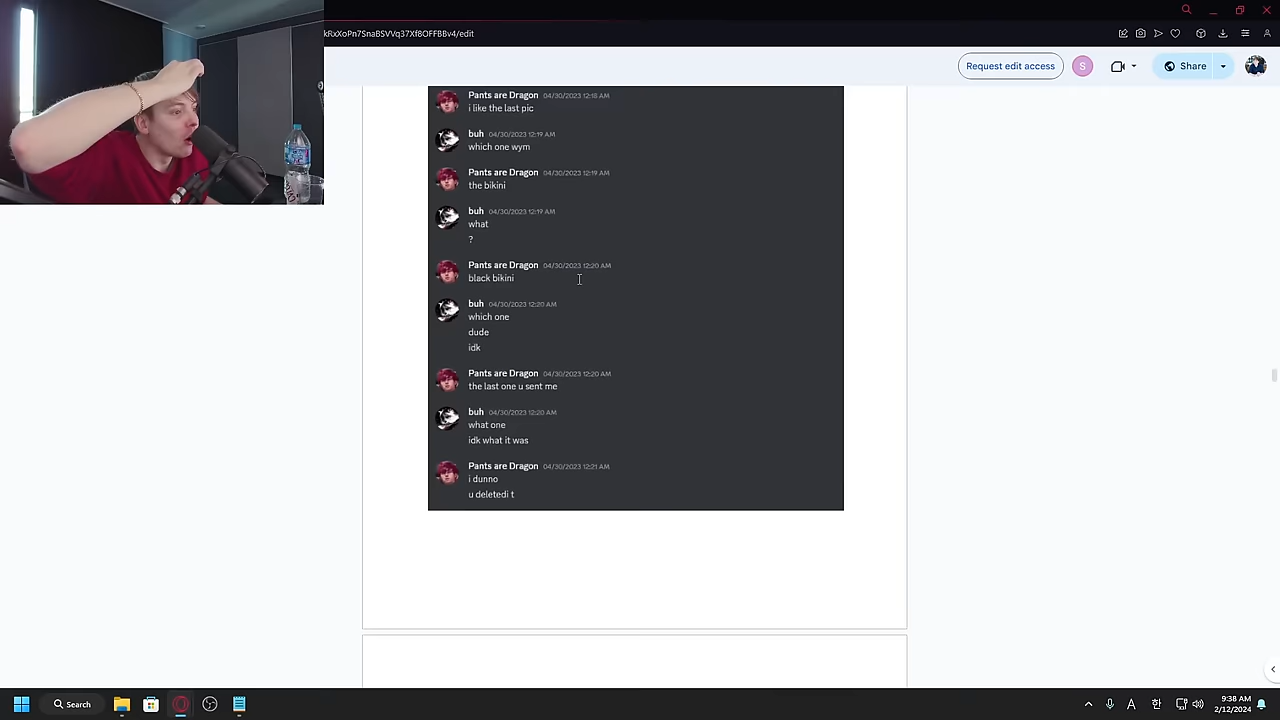 kRxXoPn7SnaBSVVq37Xf8OFFBBv4/edit
Request edit access
S
Share
Pants are Dragon 04/30/2023 12:18 AM
i like the last pic
buh 04/30/2023 12:19 AM
which one wym
Pants are Dragon 04/30/2023 12:19 AM
the bikini
buh 04/30/2023 12:19 AM
what
?
Pants are Dragon 04/30/2023 12:20 AM
black bikini
buh 04/30/2023 12:20 AM
which one
dude
idk
Pants are Dragon 04/30/2023 12:20 AM
the last one u sent me
buh 04/30/2023 12:20 AM
what one
idk what it was
Pants are Dragon 04/30/2023 12:21 AM
i dunno
u deletedi t
Search
A
한
9:38 AM
2/12/2024